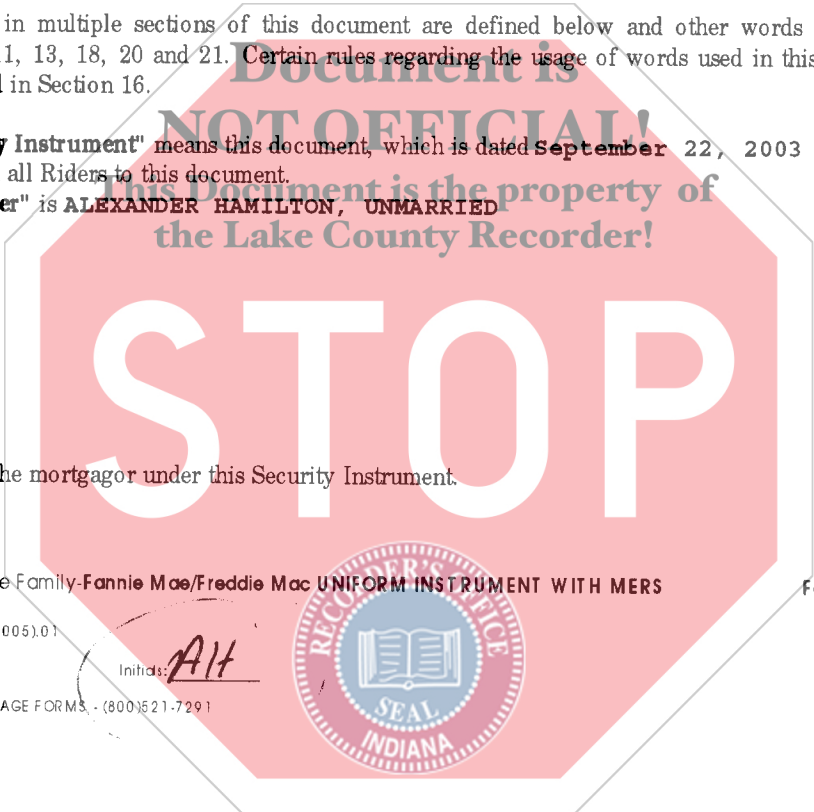 in multiple sections of this document are defined below and other words
11, 13, 18, 20 and 21. Certain rules regarding the usage of words used in this
in Section 16.
Document is
NOT OFFICIAL!
This Document is the property of
the Lake County Recorder!
Instrument" means this document, which is dated September 22, 2003
all Riders to this document.
er" is ALEXANDER HAMILTON, UNMARRIED
STOP
he mortgagor under this Security Instrument.
e Family-Fannie Mae/Freddie Mac UNIFORM INSTRUMENT WITH MERS
005).01
Initials: AH
AGE FORMS - (800)521-7291
RECORDER'S OFFICE
SEAL
INDIANA